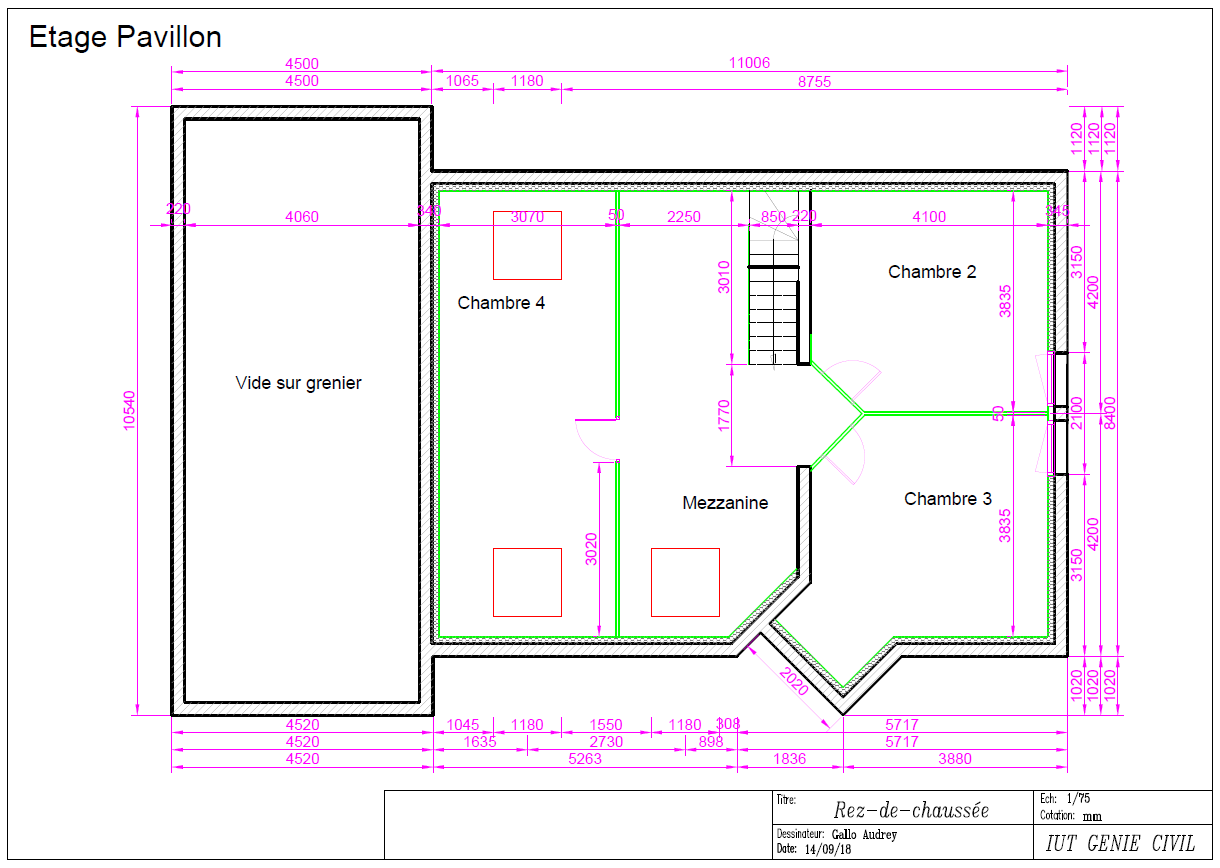 Etage Pavillon
4500 11006
4500 1065 1180 8755
1120 1120 1120
220 4060 340 3070 50 2250 850 220 4100 345
3010 3835 3150 4200
Chambre 2
Chambre 4
Vide sur grenier
10540 1770 50 2100 8400
Chambre 3
Mezzanine
3020 3835 3150 4200
2020 1020 1020 1020
4520 1045 1180 1550 1180 308 5717
4520 1635 2730 898 5717
4520 5263 1836 3880
Titre: Rez-de-chaussée
Ech: 1/75
Cotation: mm
Dessinateur: Gallo Audrey
Date: 14/09/18
IUT GENIE CIVIL